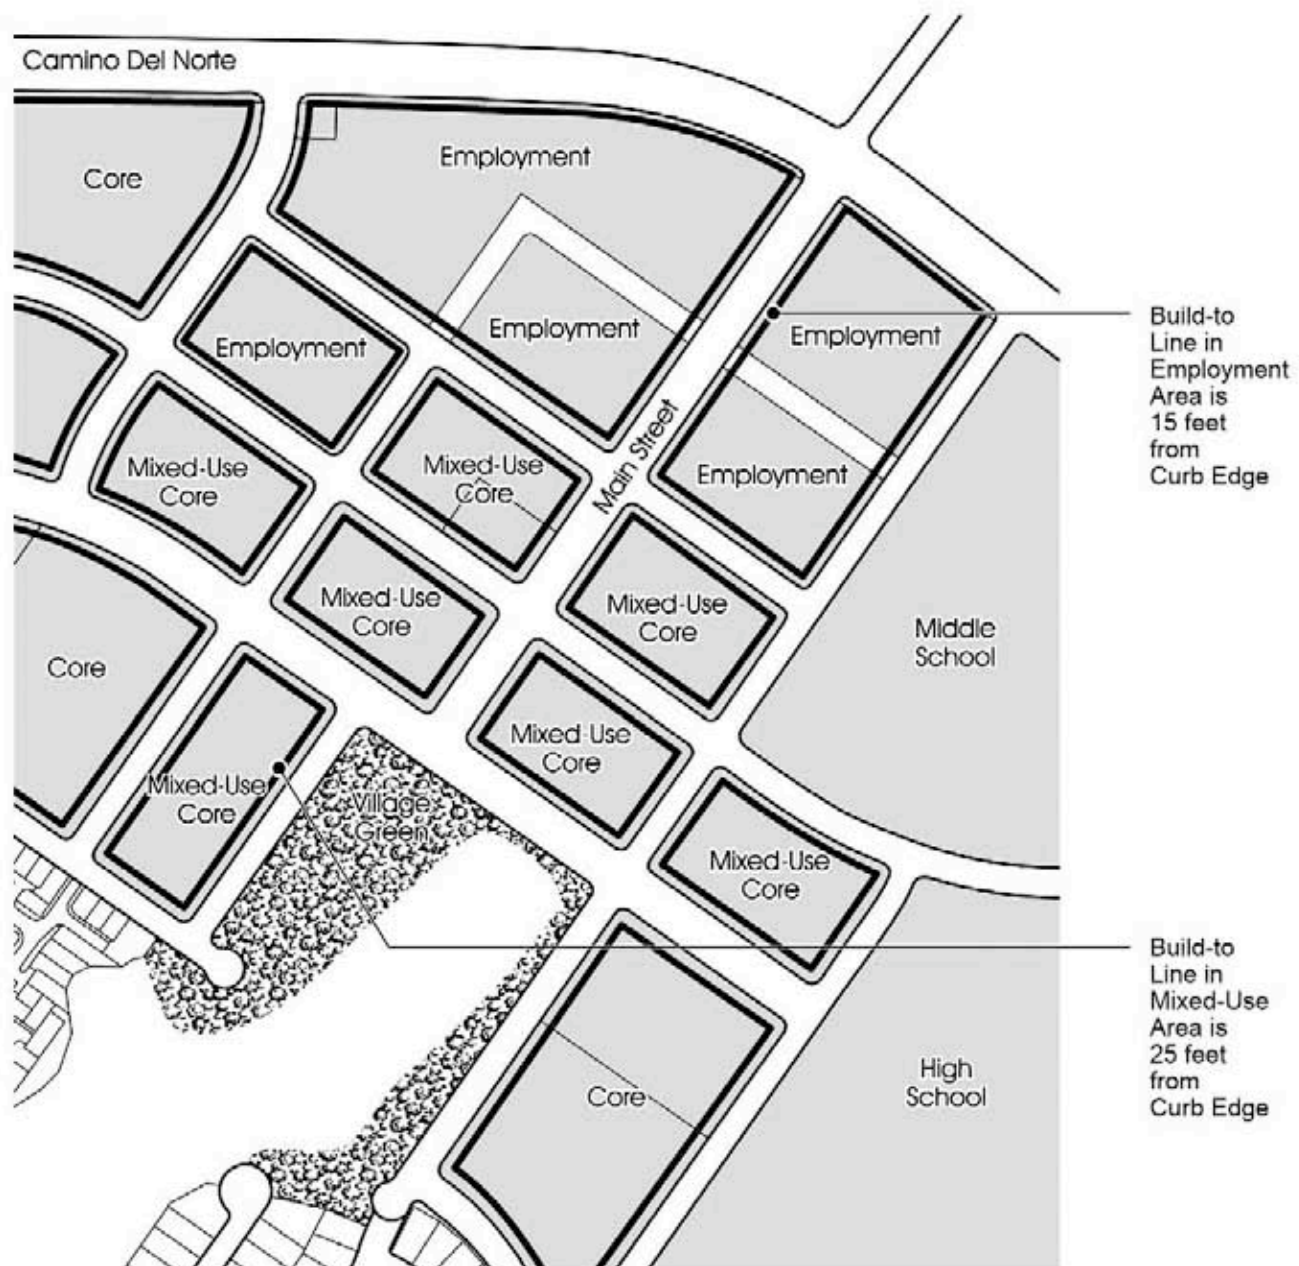 Camino Del Norte
Core
Employment
Employment
Employment
Employment
Build-to
Line in
Employment
Area is
15 feet
from
Curb Edge
Main Street
Mixed-Use
Core
Mixed-Use
Core
Employment
Mixed-Use
Core
Mixed-Use
Core
Middle
School
Core
Mixed-Use
Core
Mixed-Use
Core
Village
Green
Mixed-Use
Core
Build-to
Line in
Mixed-Use
Area is
25 feet
from
Curb Edge
Core
High
School